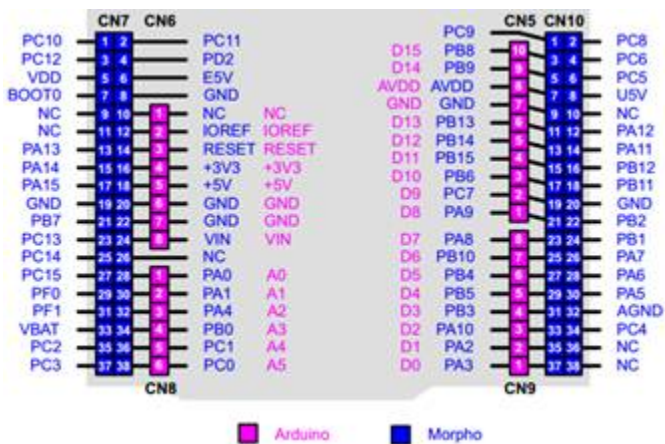 CN7 CN6 CN5 CN10
PC10 1 2 PC11 PC9 1 2 PC8
PC12 3 4 PD2 D15 PB8 10 3 4 PC6
VDD 5 6 E5V D14 PB9 9 5 6 PC5
BOOT0 7 8 GND AVDD AVDD 8 7 8 U5V
NC 9 10 1 NC NC GND GND 7 9 10 NC
NC 11 12 2 IOREF IOREF D13 PB13 6 11 12 PA12
PA13 13 14 3 RESET RESET D12 PB14 5 13 14 PA11
PA14 15 16 4 +3V3 +3V3 D11 PB15 4 15 16 PB12
PA15 17 18 5 +5V +5V D10 PB6 3 17 18 PB11
GND 19 20 6 GND GND D9 PC7 2 19 20 GND
PB7 21 22 7 GND GND D8 PA9 1 21 22 PB2
PC13 23 24 8 VIN VIN D7 PA8 8 23 24 PB1
PC14 25 26 NC D6 PB10 7 25 26 PA7
PC15 27 28 1 PA0 A0 D5 PB4 6 27 28 PA6
PF0 29 30 2 PA1 A1 D4 PB5 5 29 30 PA5
PF1 31 32 3 PA4 A2 D3 PB3 4 31 32 AGND
VBAT 33 34 4 PB0 A3 D2 PA10 3 33 34 PC4
PC2 35 36 5 PC1 A4 D1 PA2 2 35 36 NC
PC3 37 38 6 PC0 A5 D0 PA3 1 37 38 NC
CN8 CN9
Arduino Morpho